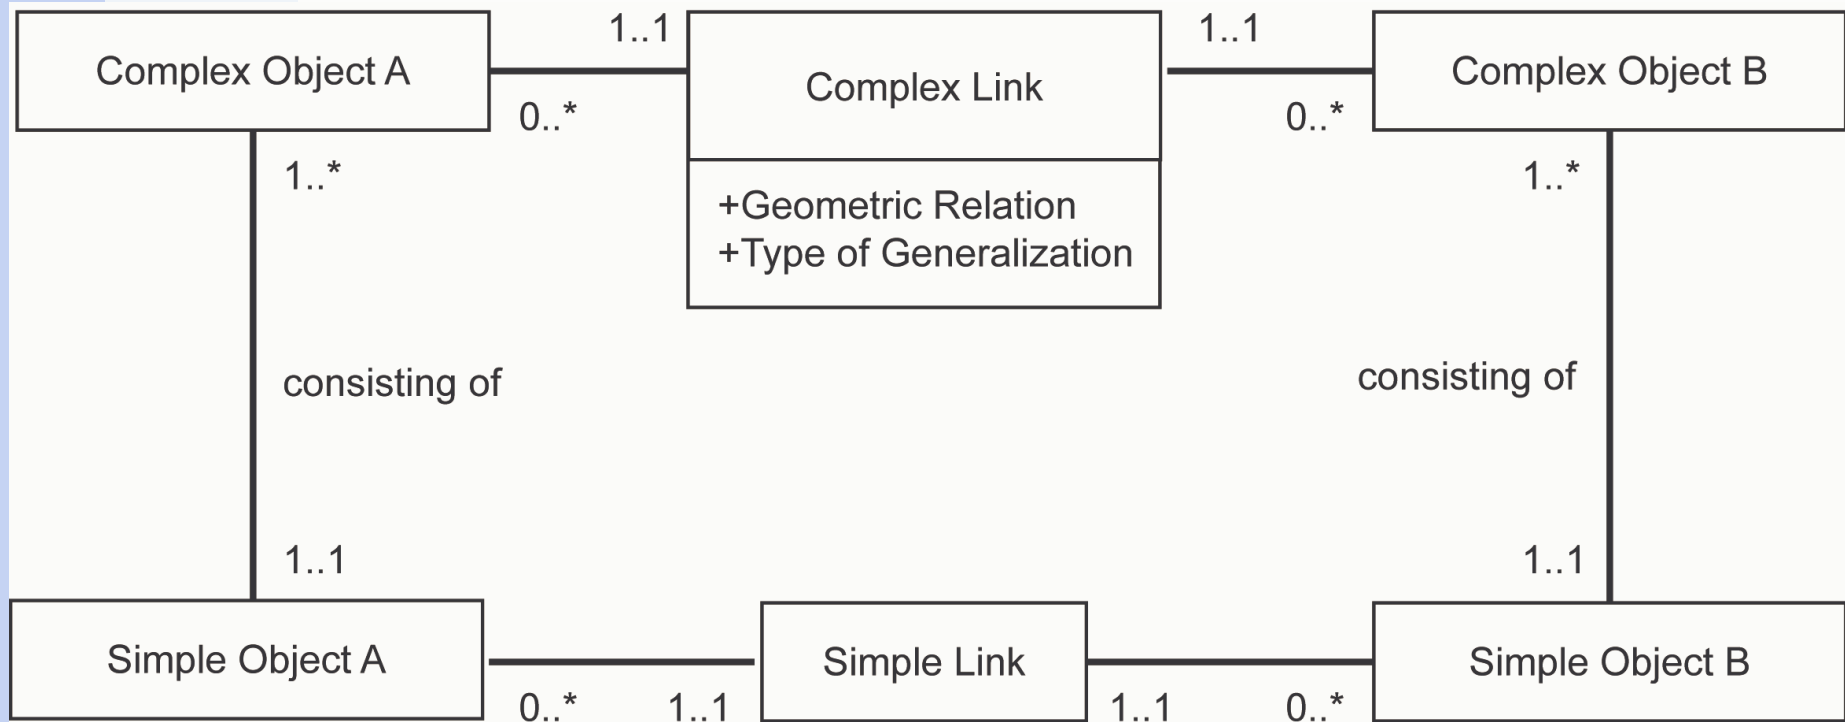 1..1
1..1
Complex Object A
Complex Link
Complex Object B
0..*
0..*
1..*
1..*
+Geometric Relation
+Type of Generalization
consisting of
consisting of
1..1
1..1
Simple Object A
Simple Link
Simple Object B
0..*
1..1
1..1
0..*